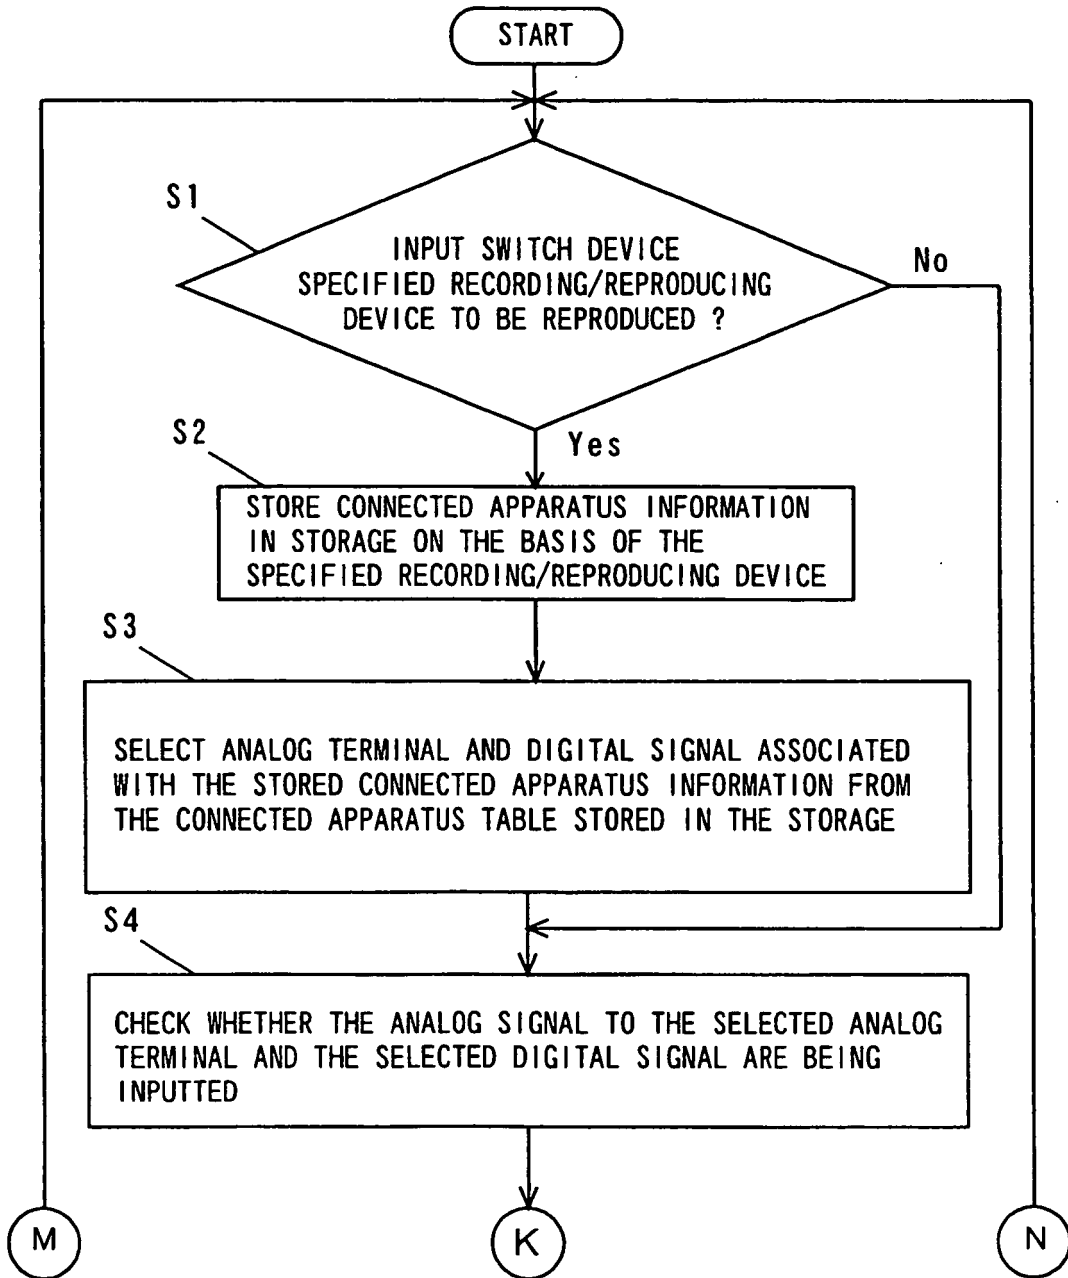 START
S1
INPUT SWITCH DEVICE
SPECIFIED RECORDING/REPRODUCING
DEVICE TO BE REPRODUCED ?
No
Yes
S2
STORE CONNECTED APPARATUS INFORMATION
IN STORAGE ON THE BASIS OF THE
SPECIFIED RECORDING/REPRODUCING DEVICE
S3
SELECT ANALOG TERMINAL AND DIGITAL SIGNAL ASSOCIATED
WITH THE STORED CONNECTED APPARATUS INFORMATION FROM
THE CONNECTED APPARATUS TABLE STORED IN THE STORAGE
S4
CHECK WHETHER THE ANALOG SIGNAL TO THE SELECTED ANALOG
TERMINAL AND THE SELECTED DIGITAL SIGNAL ARE BEING
INPUTTED
M
K
N